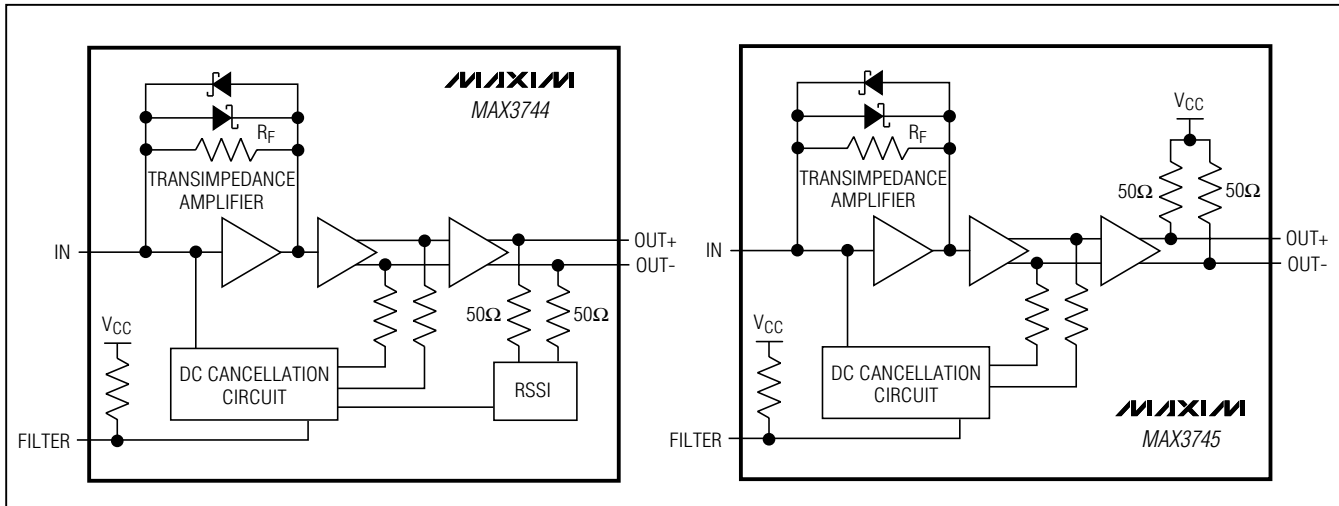 MAXIM
MAX3744
RF
TRANSIMPEDANCE
AMPLIFIER
IN
OUT+
OUT-
50Ω
50Ω
VCC
DC CANCELLATION
CIRCUIT
RSSI
FILTER
VCC
RF
TRANSIMPEDANCE
AMPLIFIER
50Ω
50Ω
IN
OUT+
OUT-
VCC
DC CANCELLATION
CIRCUIT
FILTER
MAXIM
MAX3745